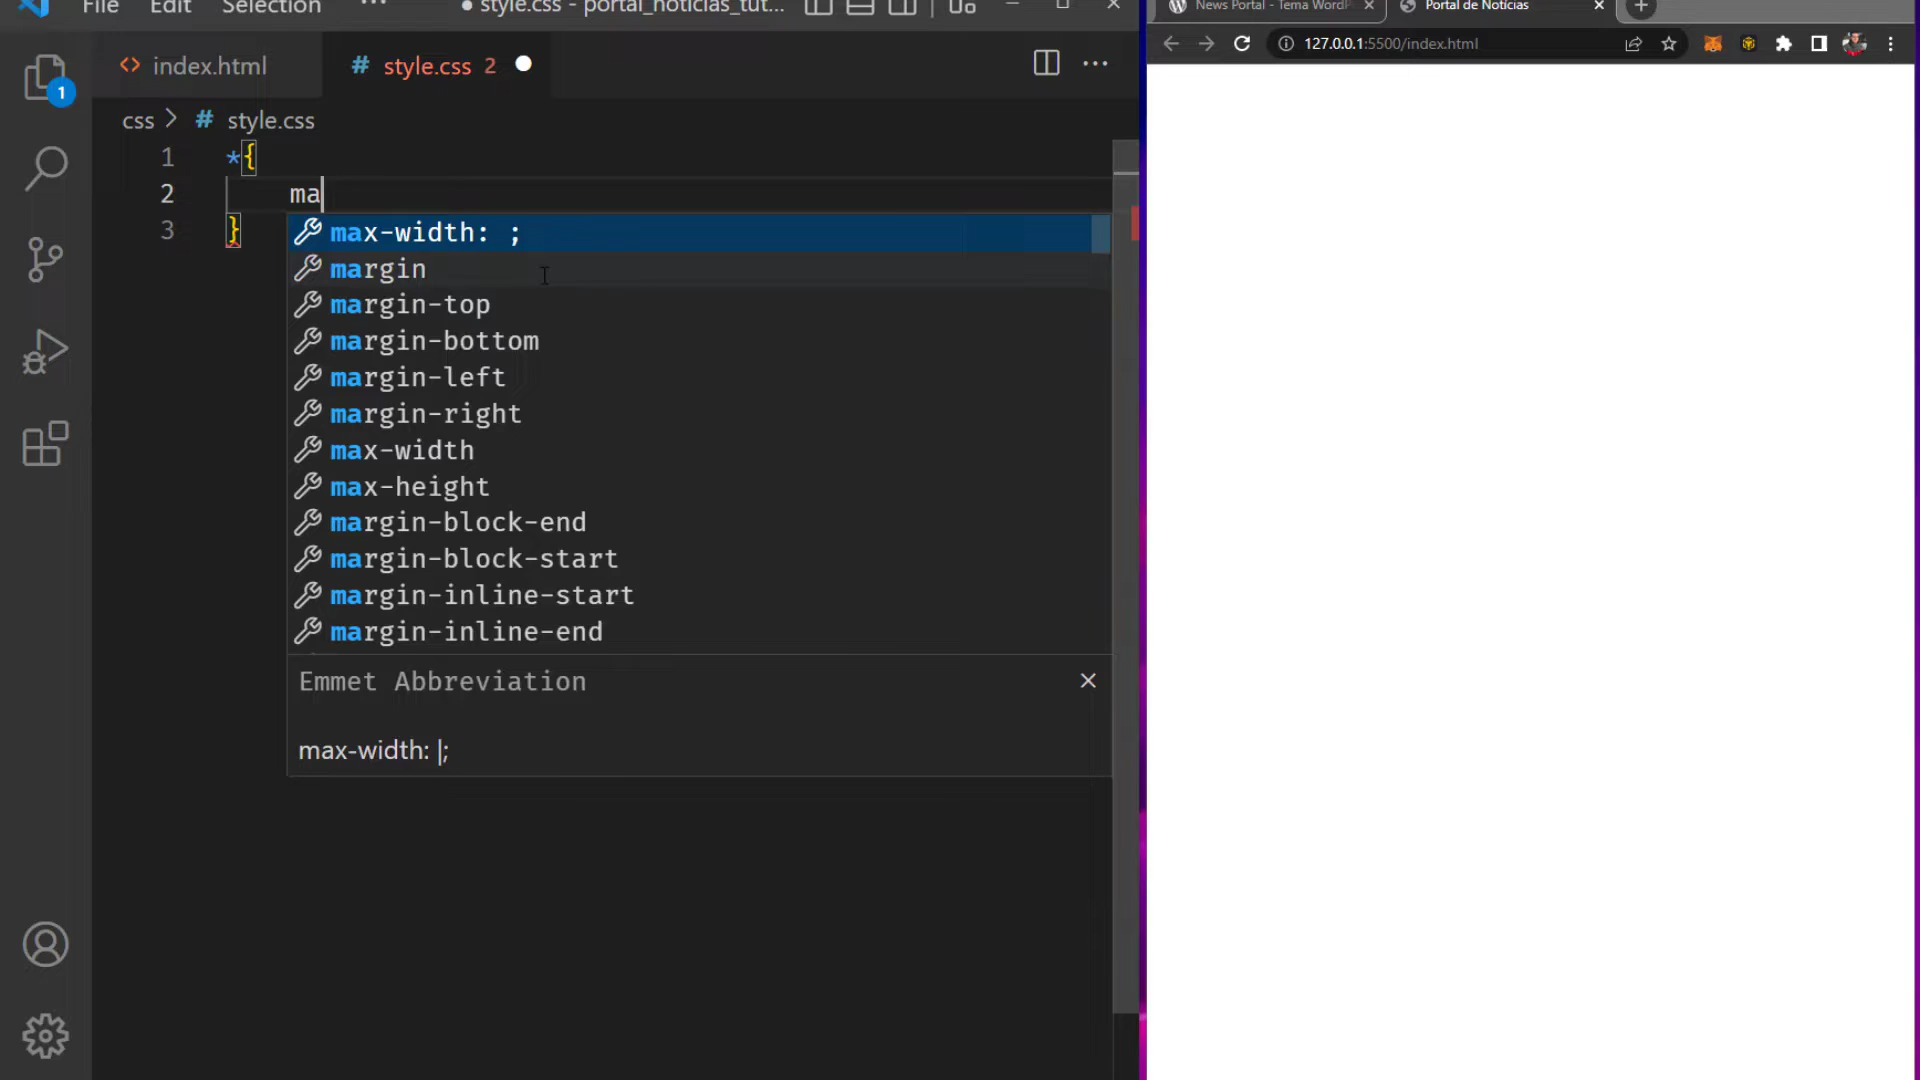 File Edit Selection ··· ● style.css - portal_noticias_tut...
index.html # style.css 2
1
css > # style.css
1 *{
2 ma
3 }
max-width: ;
margin
margin-top
margin-bottom
margin-left
margin-right
max-width
max-height
margin-block-end
margin-block-start
margin-inline-start
margin-inline-end
Emmet Abbreviation
max-width: |;
News Portal - Tema WordP
Portal de Notícias
127.0.0.1:5500/index.html